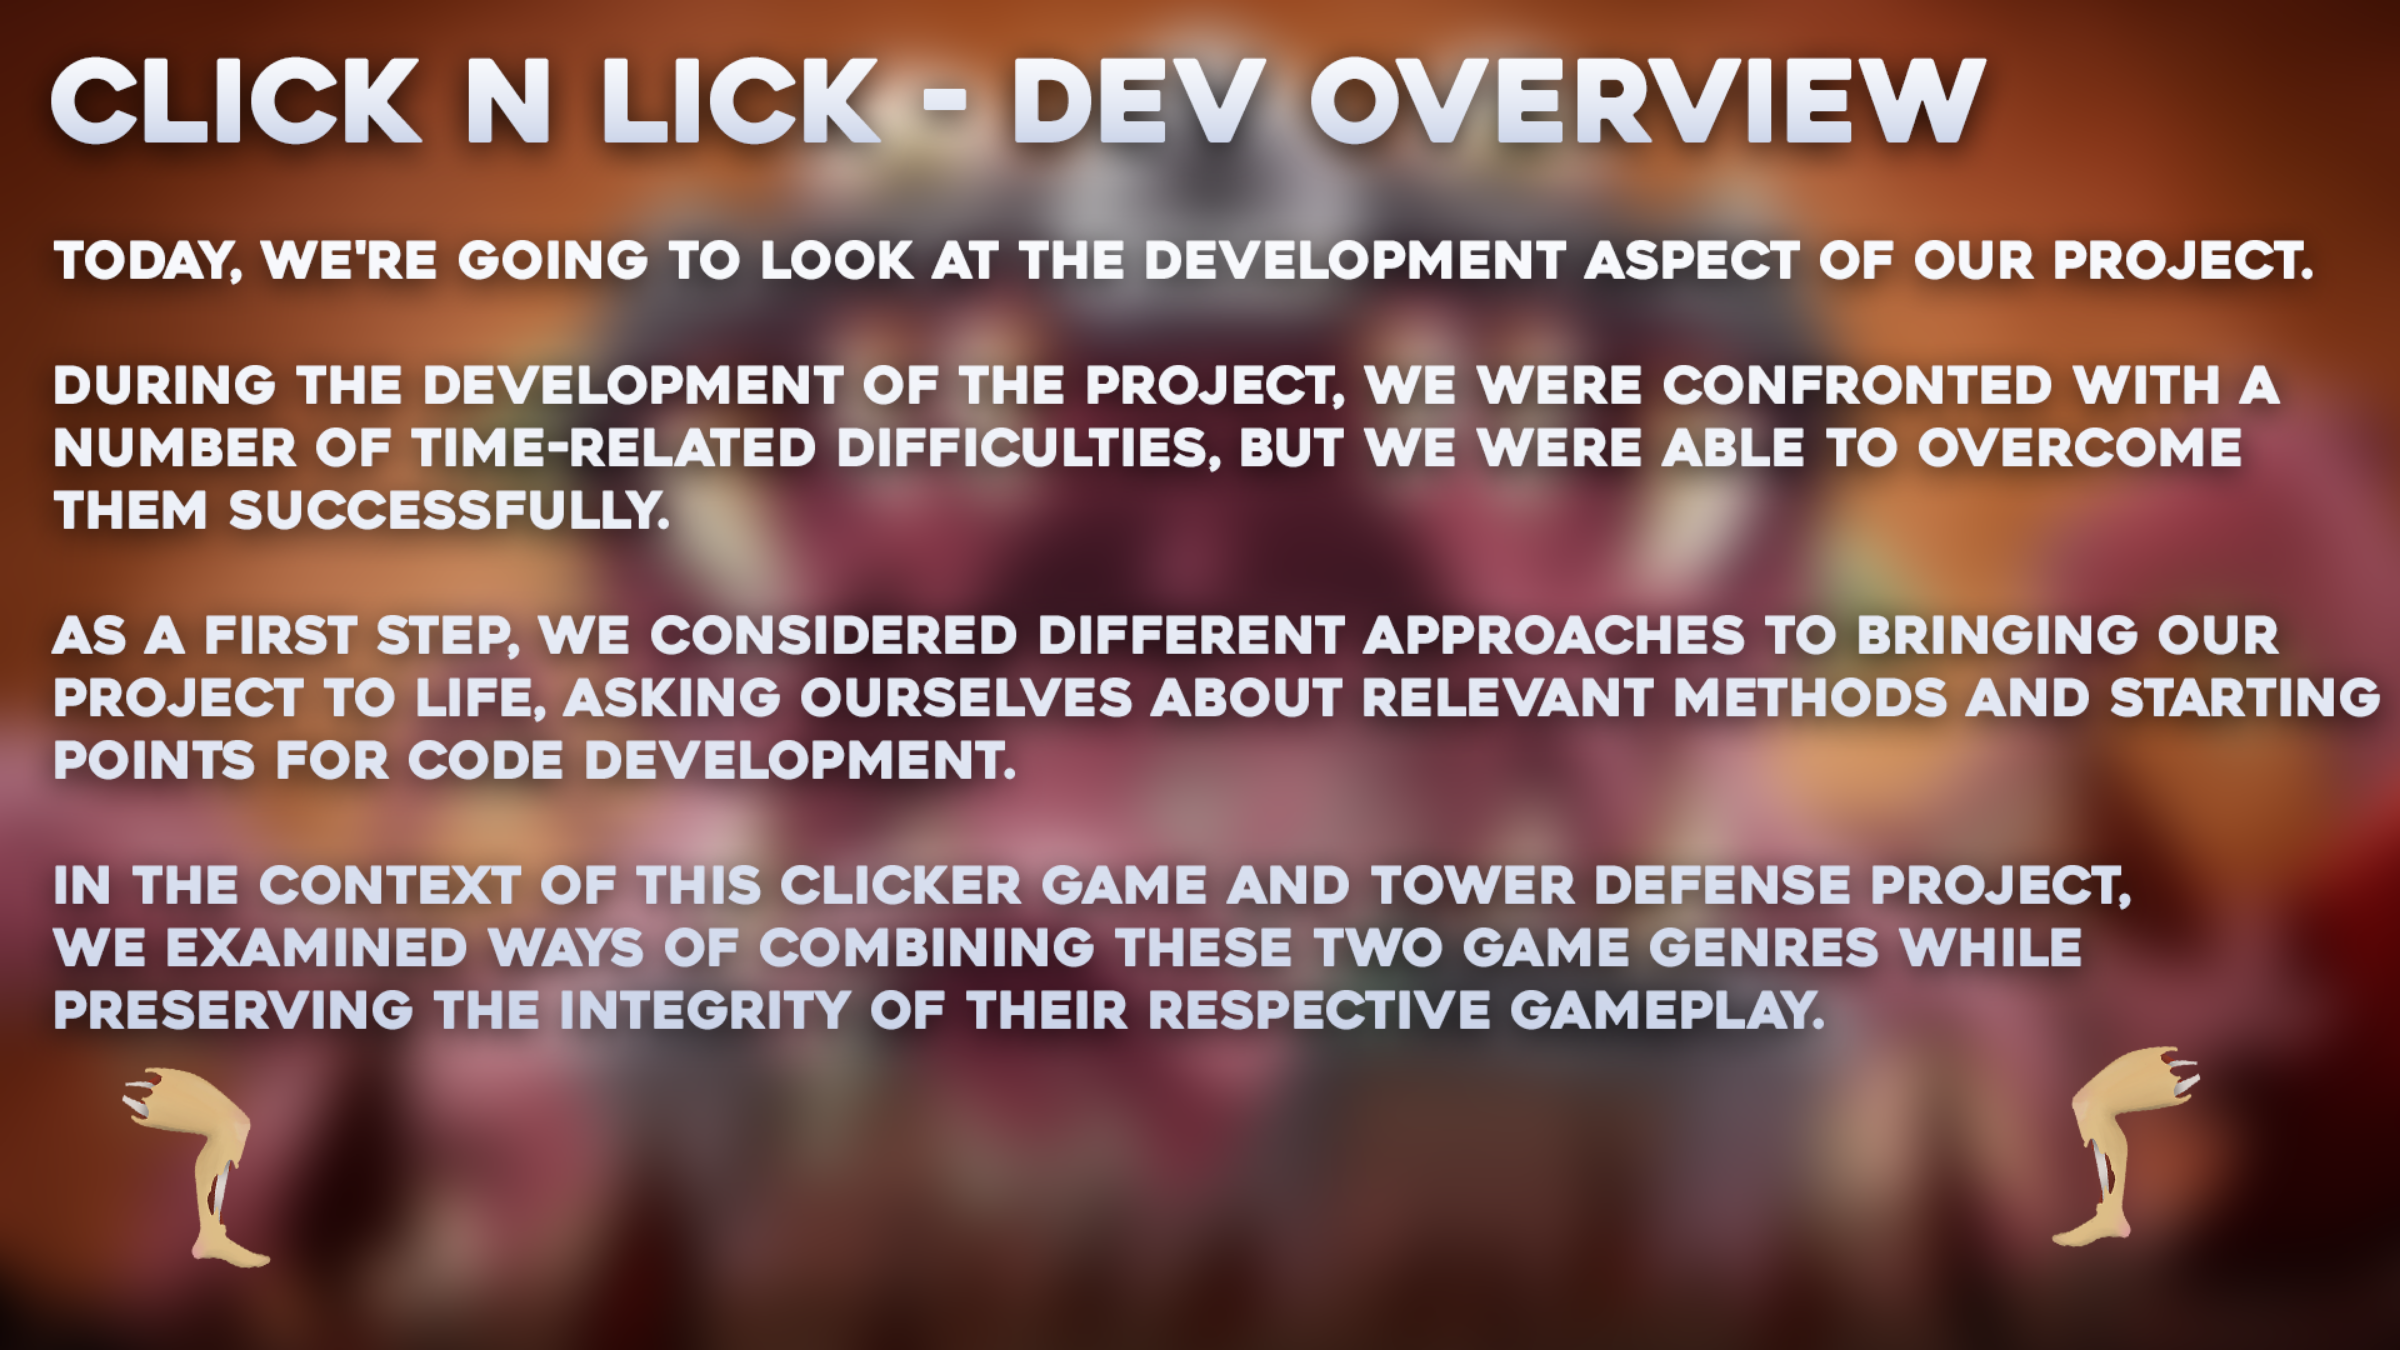 CLICK N LICK - DEV OVERVIEW
TODAY, WE'RE GOING TO LOOK AT THE DEVELOPMENT ASPECT OF OUR PROJECT.
DURING THE DEVELOPMENT OF THE PROJECT, WE WERE CONFRONTED WITH A
NUMBER OF TIME-RELATED DIFFICULTIES, BUT WE WERE ABLE TO OVERCOME
THEM SUCCESSFULLY.
AS A FIRST STEP, WE CONSIDERED DIFFERENT APPROACHES TO BRINGING OUR
PROJECT TO LIFE, ASKING OURSELVES ABOUT RELEVANT METHODS AND STARTING
POINTS FOR CODE DEVELOPMENT.
IN THE CONTEXT OF THIS CLICKER GAME AND TOWER DEFENSE PROJECT,
WE EXAMINED WAYS OF COMBINING THESE TWO GAME GENRES WHILE
PRESERVING THE INTEGRITY OF THEIR RESPECTIVE GAMEPLAY.